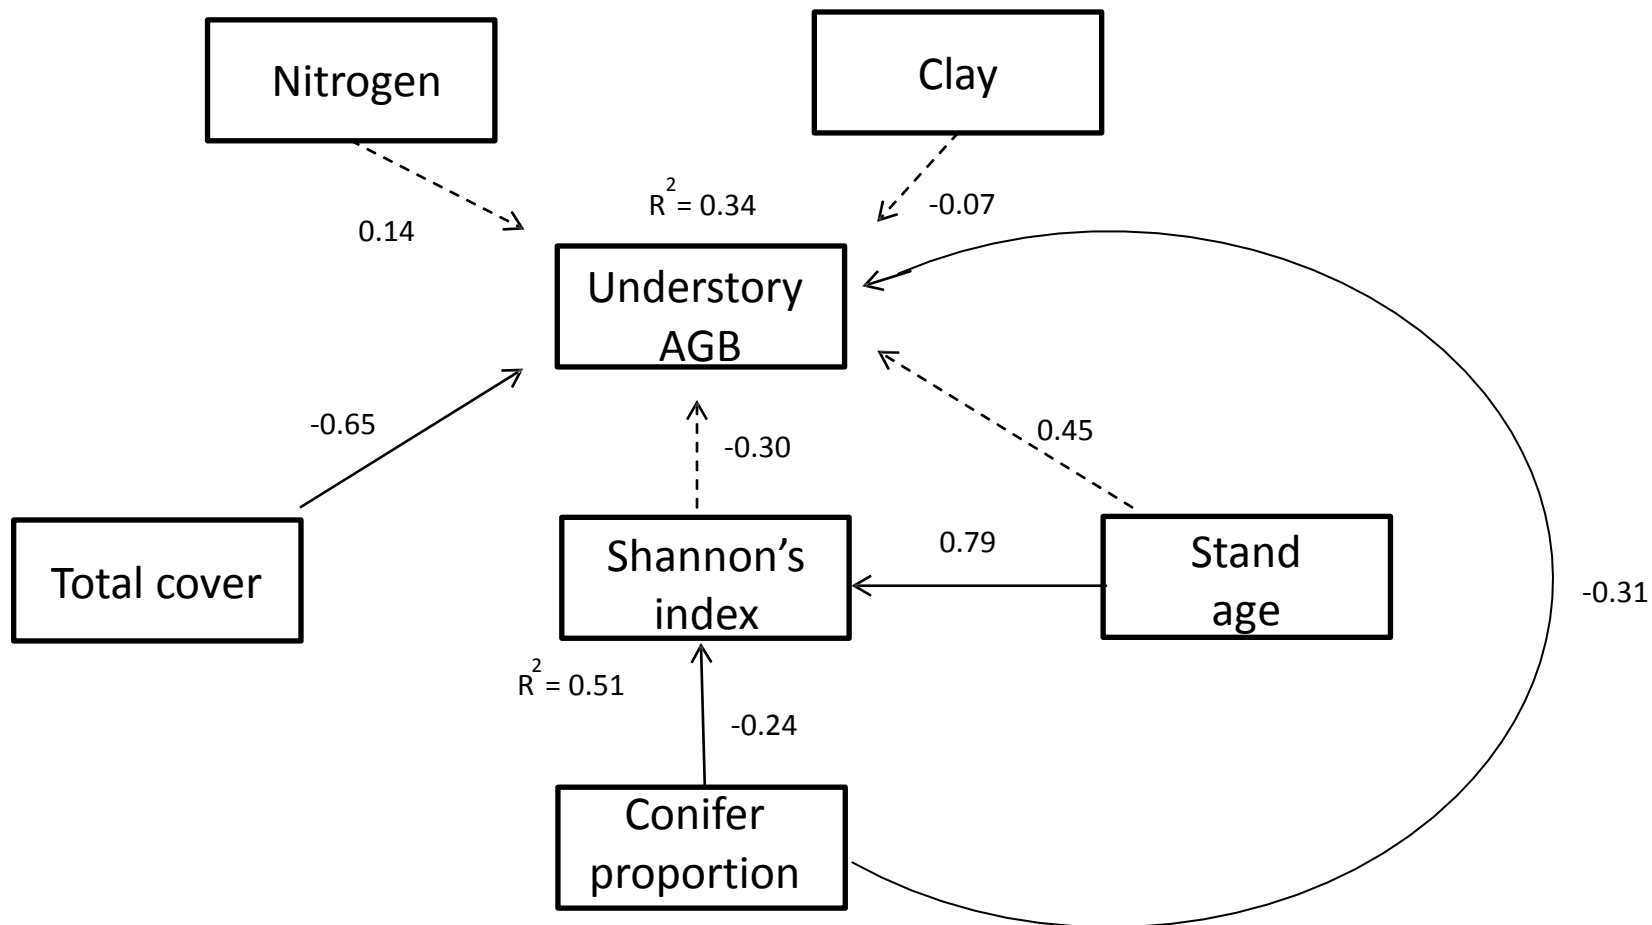 Nitrogen
Clay
R² = 0.34
-0.07
0.14
Understory
AGB
-0.65
-0.30
0.45
Total cover
Shannon’s
index
0.79
Stand
age
-0.31
R² = 0.51
-0.24
Conifer
proportion